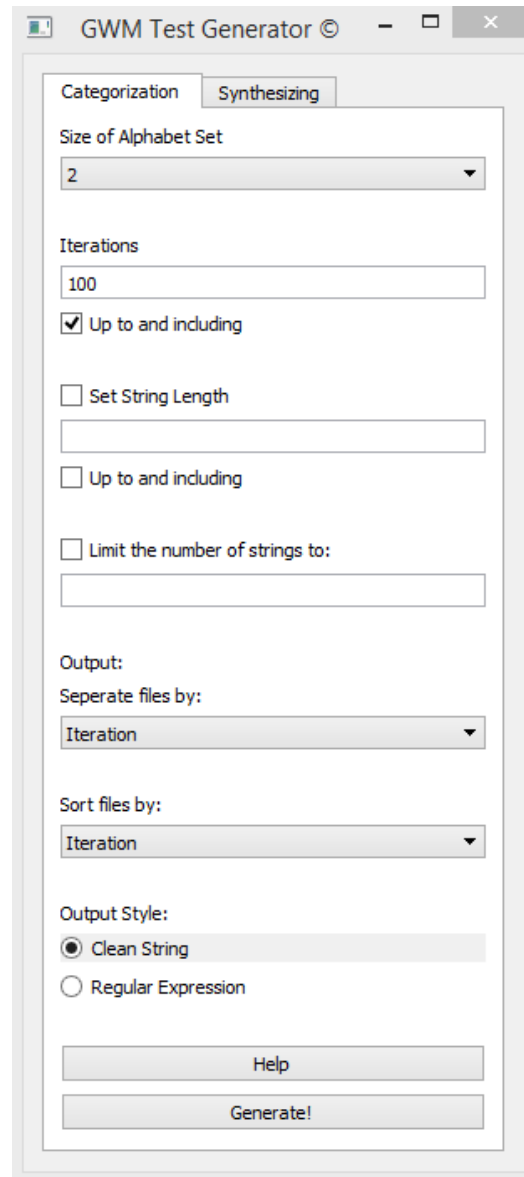 GWM Test Generator ©
Categorization Synthesizing
Size of Alphabet Set
2
Iterations
100
Up to and including
Set String Length
Up to and including
Limit the number of strings to:
Output:
Seperate files by:
Iteration
Sort files by:
Iteration
Output Style:
Clean String
Regular Expression
Help
Generate!